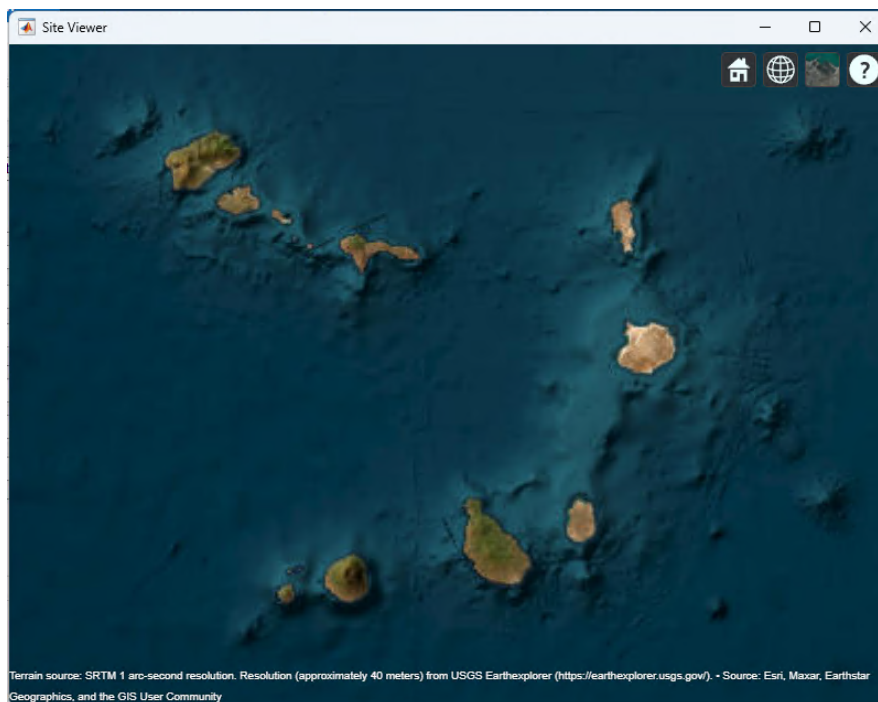 Site Viewer
?
Terrain source: SRTM 1 arc-second resolution. Resolution (approximately 40 meters) from USGS Earthexplorer (https://earthexplorer.usgs.gov/). • Source: Esri, Maxar, Earthstar
Geographics, and the GIS User Community